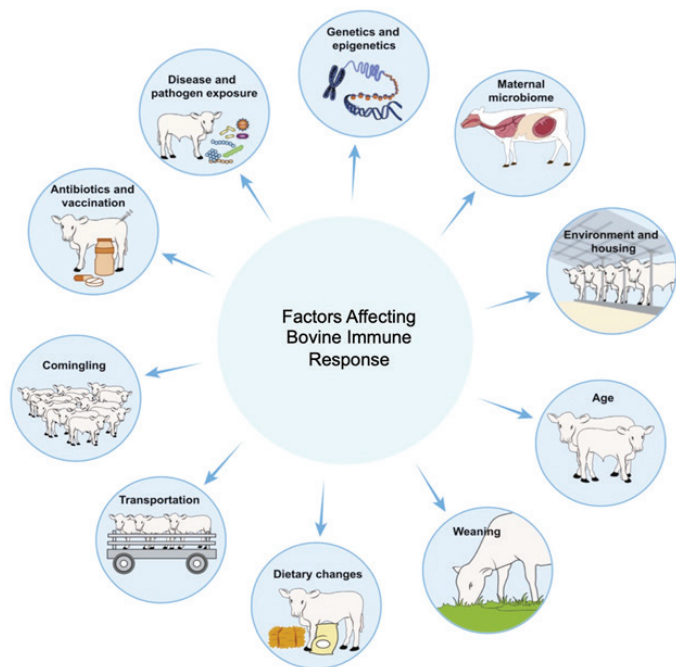 Genetics and
epigenetics
Disease and
pathogen exposure
Maternal
microbiome
Antibiotics and
vaccination
Environment and
housing
Factors Affecting
Bovine Immune
Response
Comingling
Age
Transportation
Weaning
Dietary changes